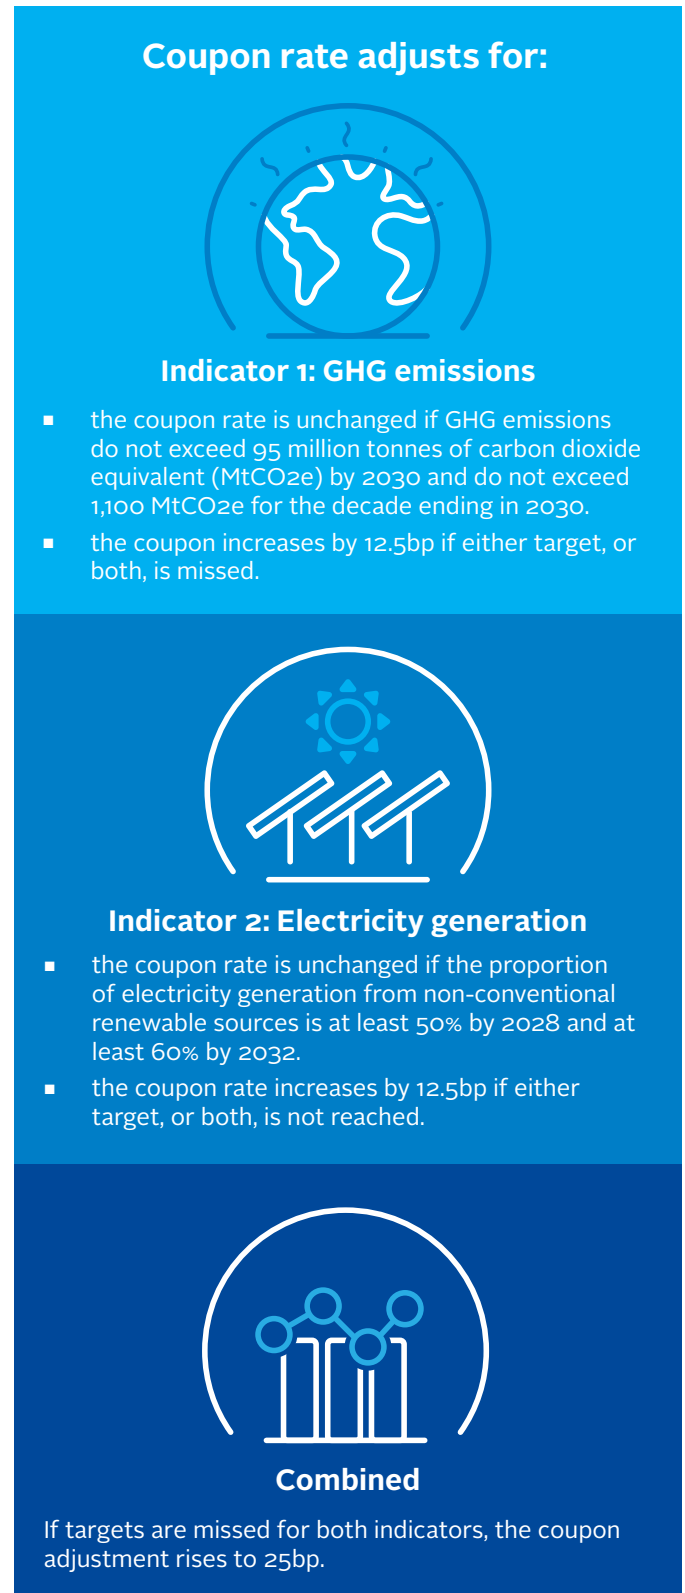 Coupon rate adjusts for:
Indicator 1: GHG emissions
▪ the coupon rate is unchanged if GHG emissions
do not exceed 95 million tonnes of carbon dioxide
equivalent (MtCO2e) by 2030 and do not exceed
1,100 MtCO2e for the decade ending in 2030.
▪ the coupon increases by 12.5bp if either target, or
both, is missed.
Indicator 2: Electricity generation
▪ the coupon rate is unchanged if the proportion
of electricity generation from non-conventional
renewable sources is at least 50% by 2028 and at
least 60% by 2032.
▪ the coupon rate increases by 12.5bp if either
target, or both, is not reached.
Combined
If targets are missed for both indicators, the coupon
adjustment rises to 25bp.